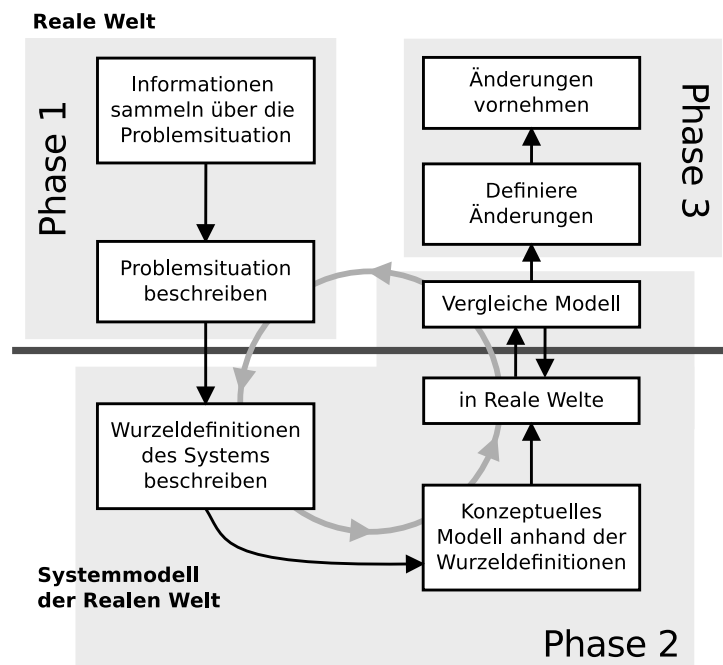 Reale Welt
Phase 1
Informationen
sammeln über die
Problemsituation
Problemsituation
beschreiben
Wurzeldefinitionen
des Systems
beschreiben
Systemmodell
der Realen Welt
Phase 2
Konzeptuelles
Modell anhand der
Wurzeldefinitionen
in Reale Welte
Vergleiche Modell
Phase 3
Definiere
Änderungen
Änderungen
vornehmen